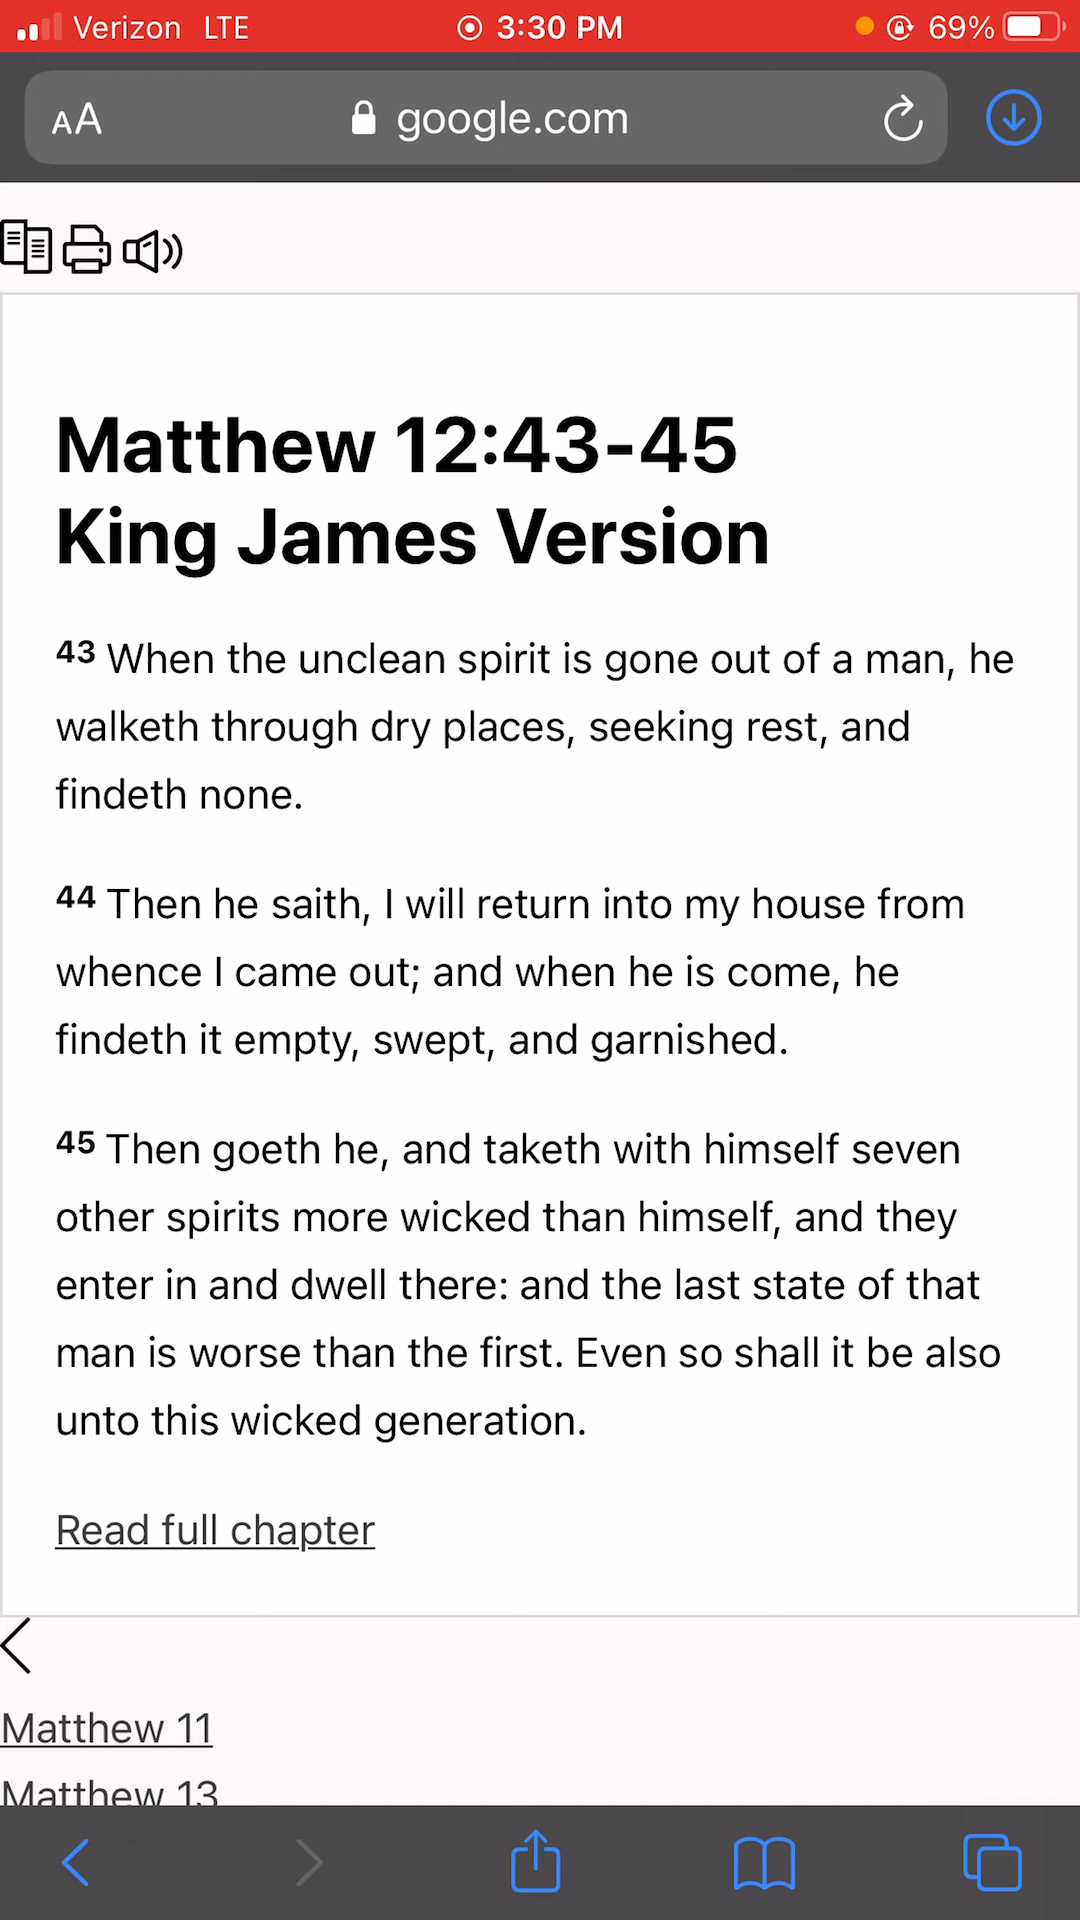 Verizon LTE 3:30 PM 69%
AA google.com
Matthew 12:43-45
King James Version
43 When the unclean spirit is gone out of a man, he
walketh through dry places, seeking rest, and
findeth none.
44 Then he saith, I will return into my house from
whence I came out; and when he is come, he
findeth it empty, swept, and garnished.
45 Then goeth he, and taketh with himself seven
other spirits more wicked than himself, and they
enter in and dwell there: and the last state of that
man is worse than the first. Even so shall it be also
unto this wicked generation.
Read full chapter
Matthew 11
Matthew 13